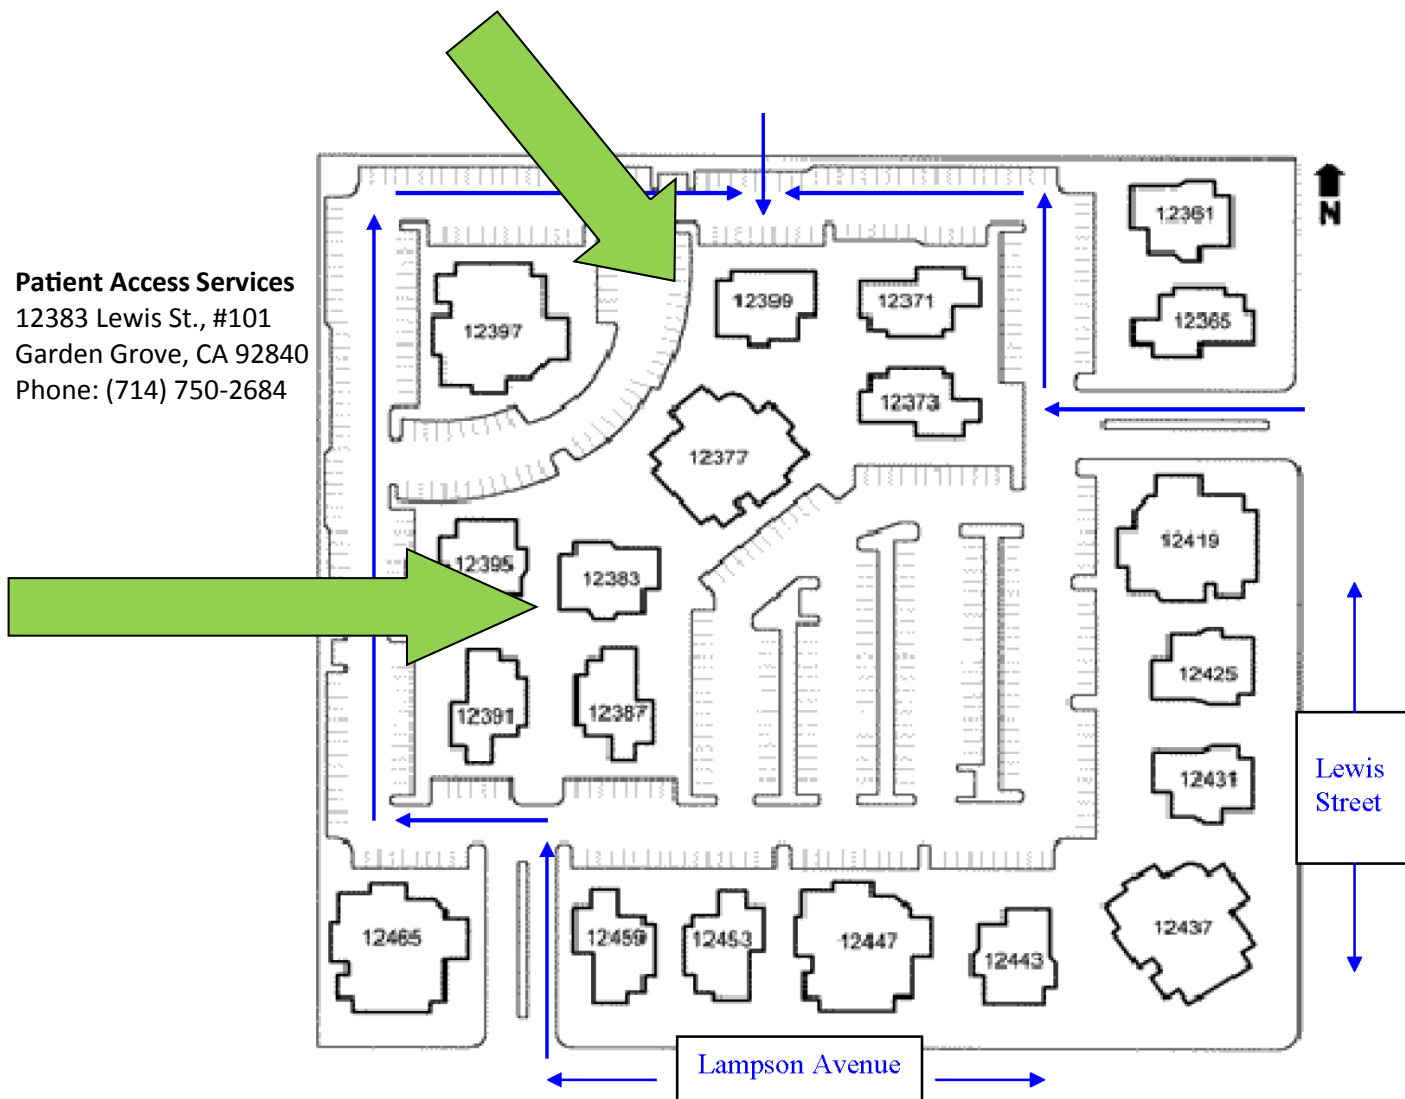 Patient Access Services
12383 Lewis St., #101
Garden Grove, CA 92840
Phone: (714) 750-2684
N
12361
12365
12397
12399
12371
12373
12377
12395
12383
12391
12387
12419
12425
12431
12437
Lewis
Street
12465
12459
12453
12447
12443
Lampson Avenue